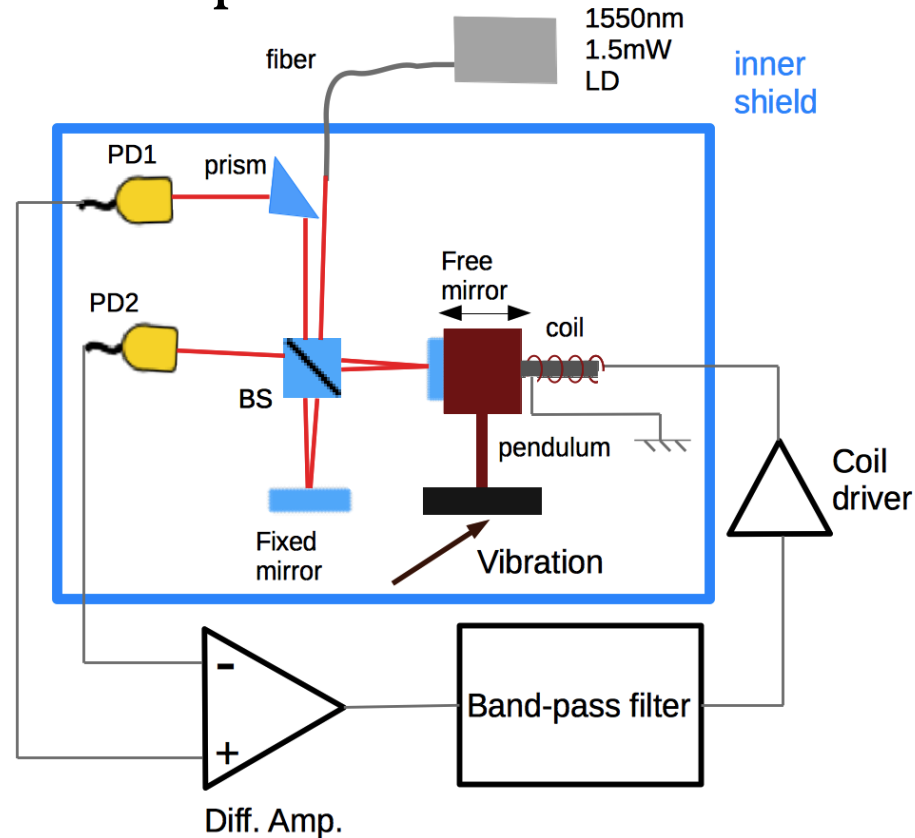 1550nm
1.5mW
LD
fiber
inner
shield
PD1
prism
Free
mirror
PD2
coil
BS
pendulum
Coil
driver
Fixed
mirror
Vibration
-
+
Band-pass filter
Diff. Amp.